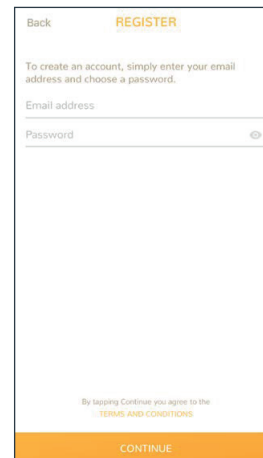 Back REGISTER
To create an account, simply enter your email
address and choose a password.
Email address
Password
By tapping Continue you agree to the
TERMS AND CONDITIONS
CONTINUE